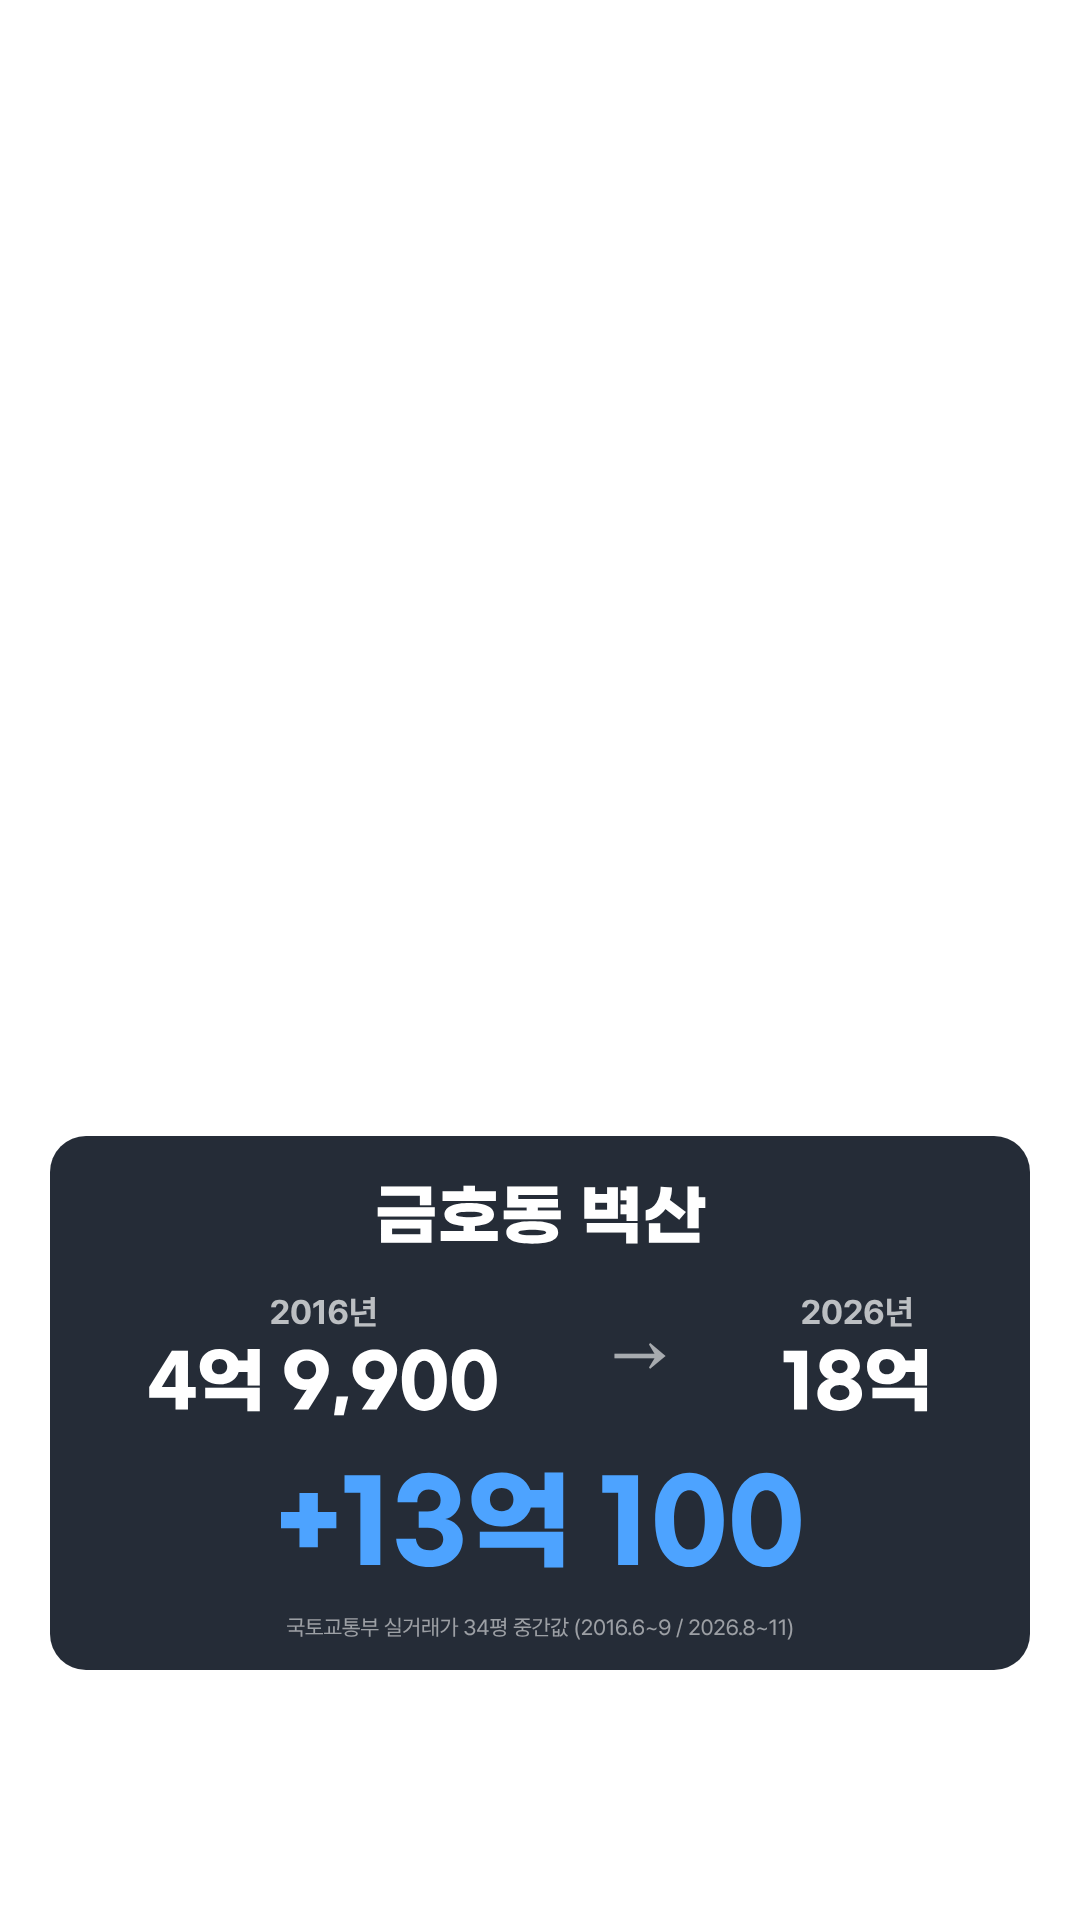 금호동 벽산
2016년
4억 9,900
→
2026년
18억
+13억 100
국토교통부 실거래가 34평 중간값 (2016.6~9 / 2026.8~11)